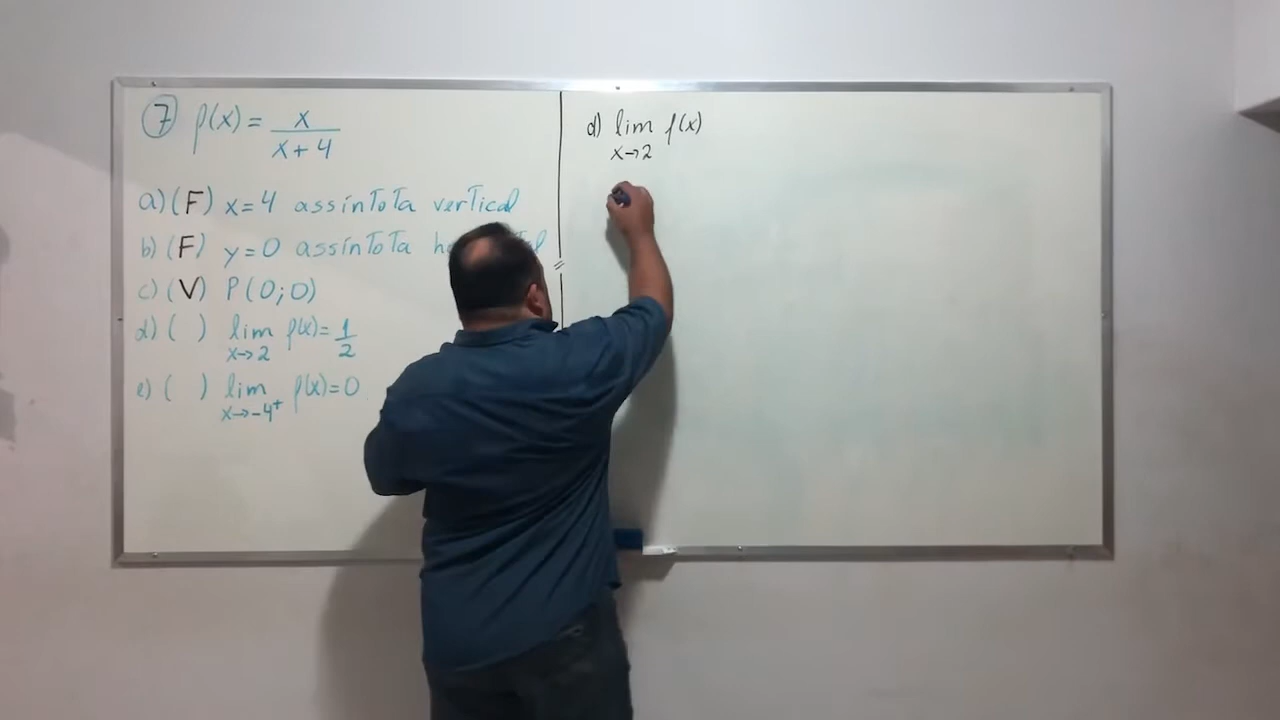 7 f(x) = x / x + 4
a) (F) x = 4 assíntota vertical
b) (F) y = 0 assíntota
c) (V) P(0;0)
d) ( ) lim x→2 f(x) = 1/2
e) ( ) lim x→-4⁺ f(x) = 0
d) lim f(x)
x→2